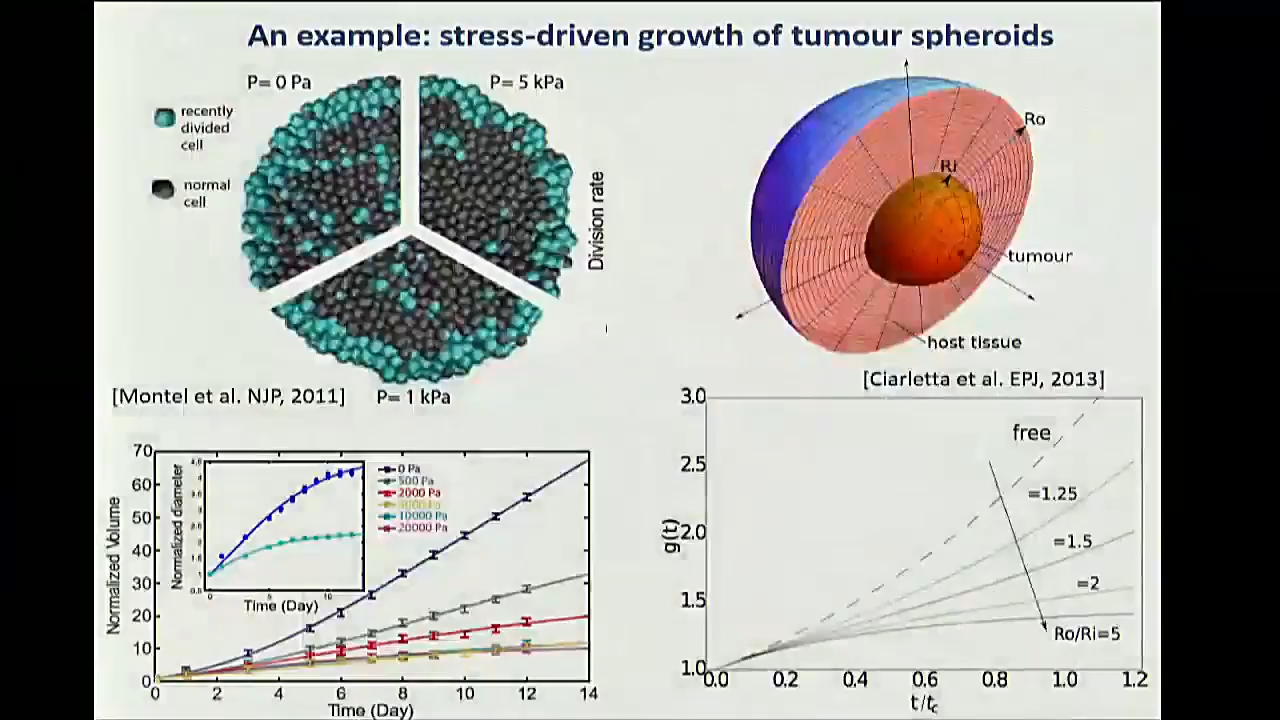 An example: stress-driven growth of tumour spheroids
P= 0 Pa
P= 5 kPa
recently
divided
cell
normal
cell
Division rate
[Montel et al. NJP, 2011]
P= 1 kPa
Ro
Ri
tumour
host tissue
[Ciarletta et al. EPJ, 2013]
70
60
50
40
30
20
10
0
Normalized Volume
0 2 4 6 8 10 12 14
Time (Day)
Normalized diameter
0 10
Time (Day)
0 Pa
500 Pa
2000 Pa
10000 Pa
20000 Pa
3.0
2.5
2.0
1.5
1.0
g(t)
free
=1.25
=1.5
=2
Ro/Ri=5
0.0 0.2 0.4 0.6 0.8 1.0 1.2
t/tc